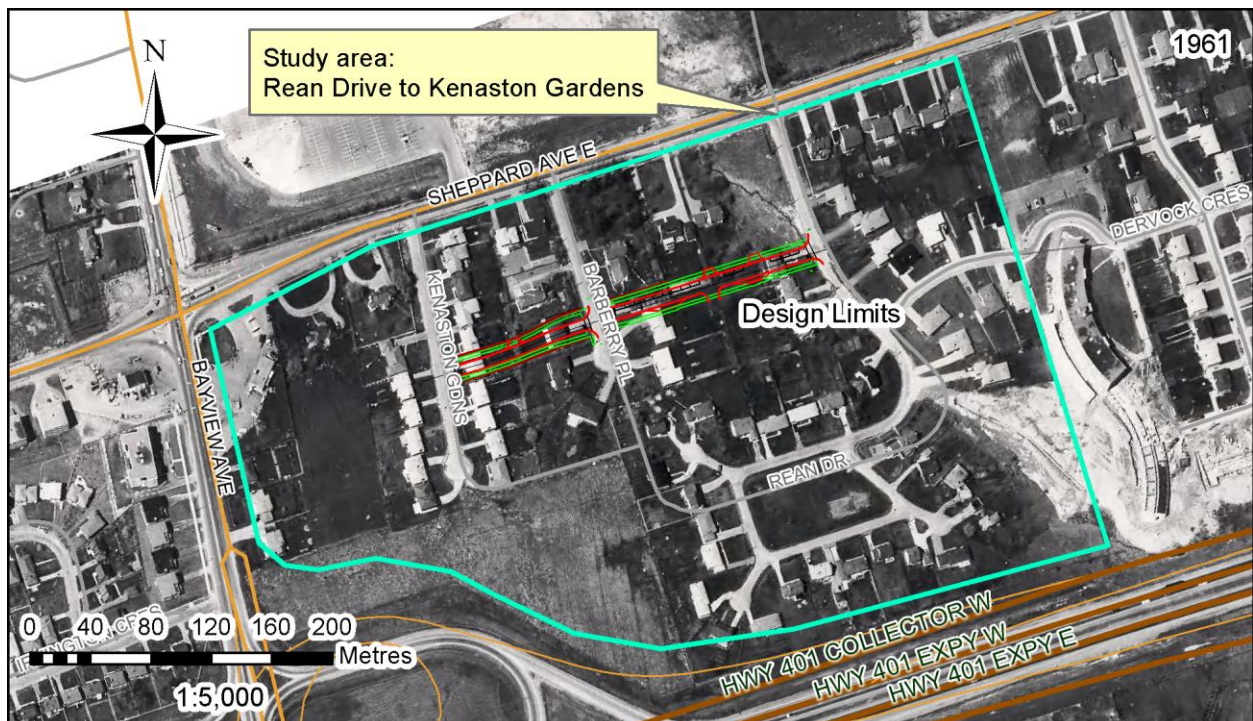 1961
N
Study area:
Rean Drive to Kenaston Gardens
SHEPPARD AVE E
DERVOCK CRES
KENASTON GDNS
BARBERRY PL
Design Limits
BAYVIEW AVE
REAN DR
0 40 80 120 160 200
Metres
1:5,000
CRES
HWY 401 COLLECTOR W
HWY 401 EXPY W
HWY 401 EXPY E